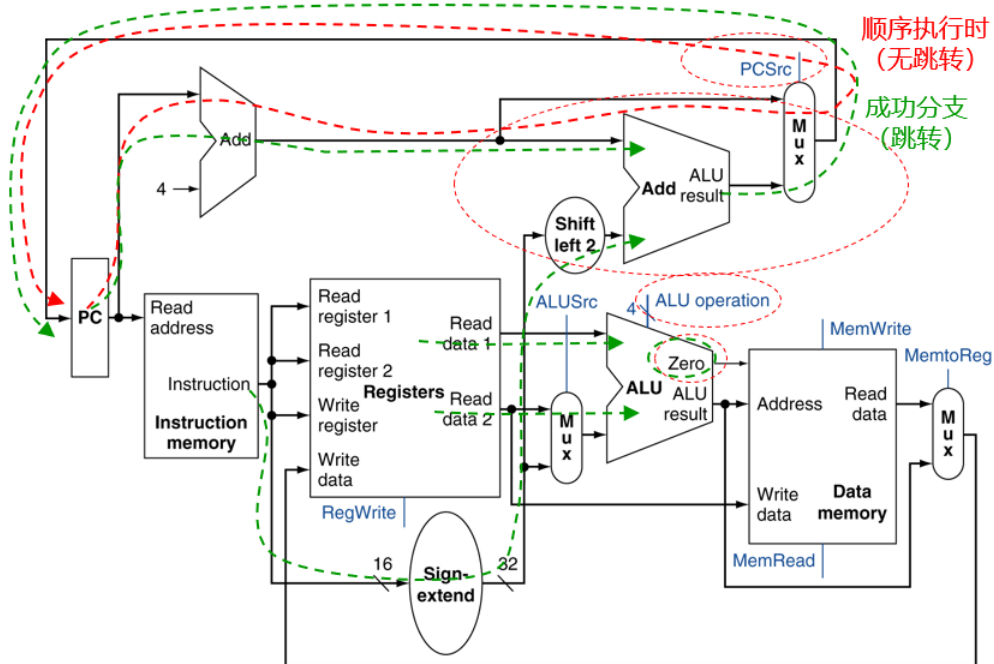 顺序执行时
（无跳转）
PCSrc
成功分支
（跳转）
M
u
x
Add
4
Add
ALU
result
Shift
left 2
PC
Read
address
Instruction
Instruction
memory
Read
register 1
Read
register 2
Write
register
Write
data
Registers
Read
data 1
Read
data 2
RegWrite
16
Sign-
extend
32
ALUSrc
M
u
x
4
ALU operation
Zero
ALU
ALU
result
MemWrite
Address
Read
data
Write
data
Data
memory
MemRead
MemtoReg
M
u
x